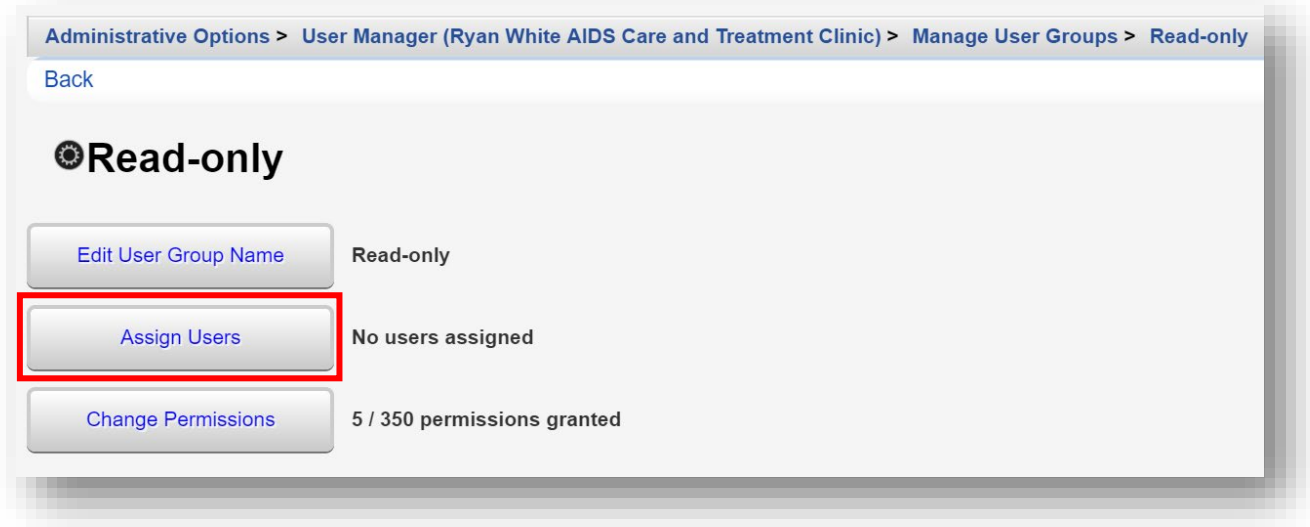 Administrative Options > User Manager (Ryan White AIDS Care and Treatment Clinic) > Manage User Groups > Read-only
Back
Read-only
Edit User Group Name Read-only
Assign Users No users assigned
Change Permissions 5 / 350 permissions granted